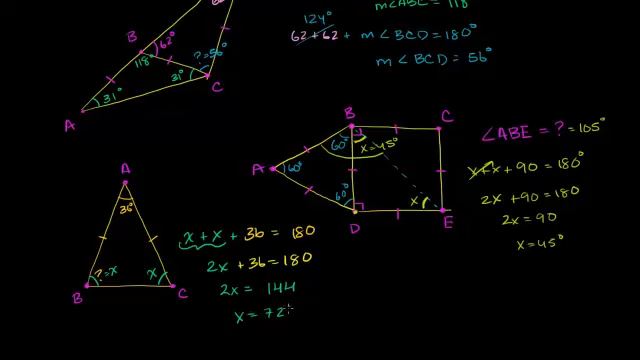 m∠ABE = 118
124°
62 + 62 + m∠BCD = 180°
m∠BCD = 56°
B
62°
118°
? = 56°
31°
31°
C
A
B
C
60°
x = 45°
A
60°
60°
x
D
E
∠ABE = ? = 105°
x + x + 90 = 180°
2x + 90 = 180
2x = 90
x = 45°
A
36°
? = x
x
B
C
x + x + 36 = 180
2x + 36 = 180
2x = 144
x = 72